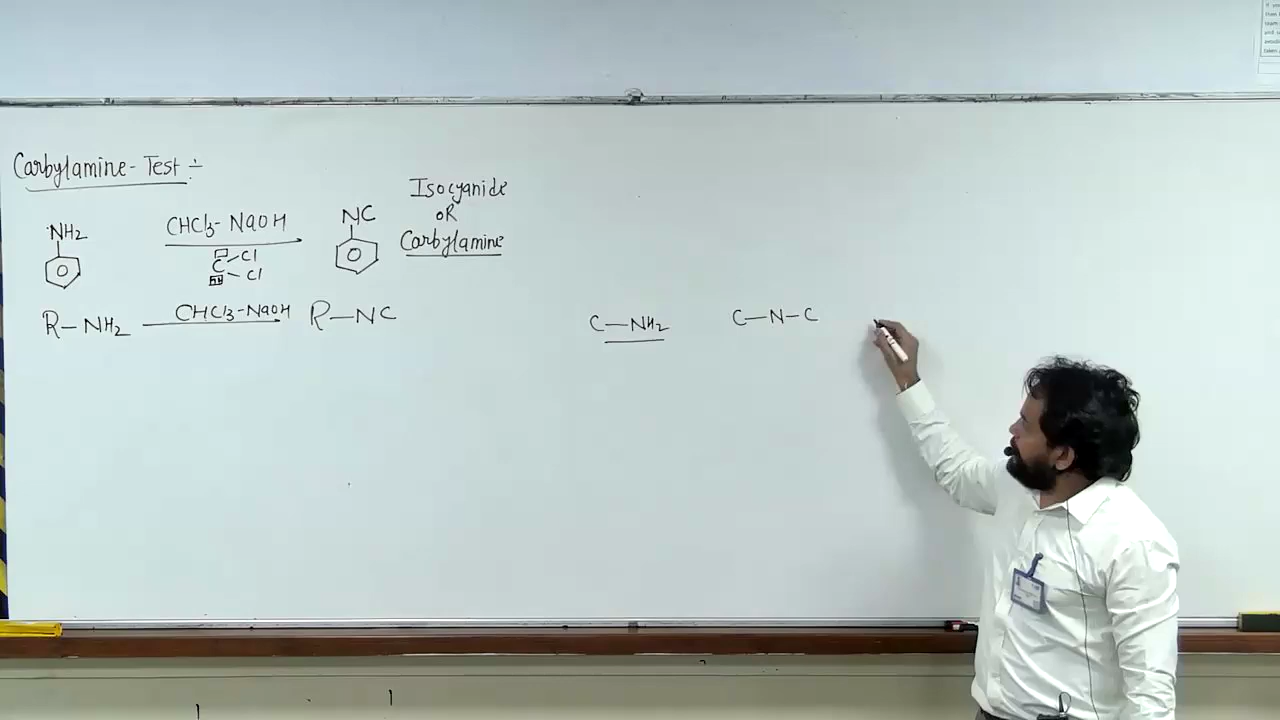 Carbylamine-Test ÷
NH2
CHCl3-NaOH
Cl
C
Cl
NC
Isocyanide
OR
Carbylamine
R-NH2
CHCl3-NaOH
R-NC
C-NH2
C-N-C